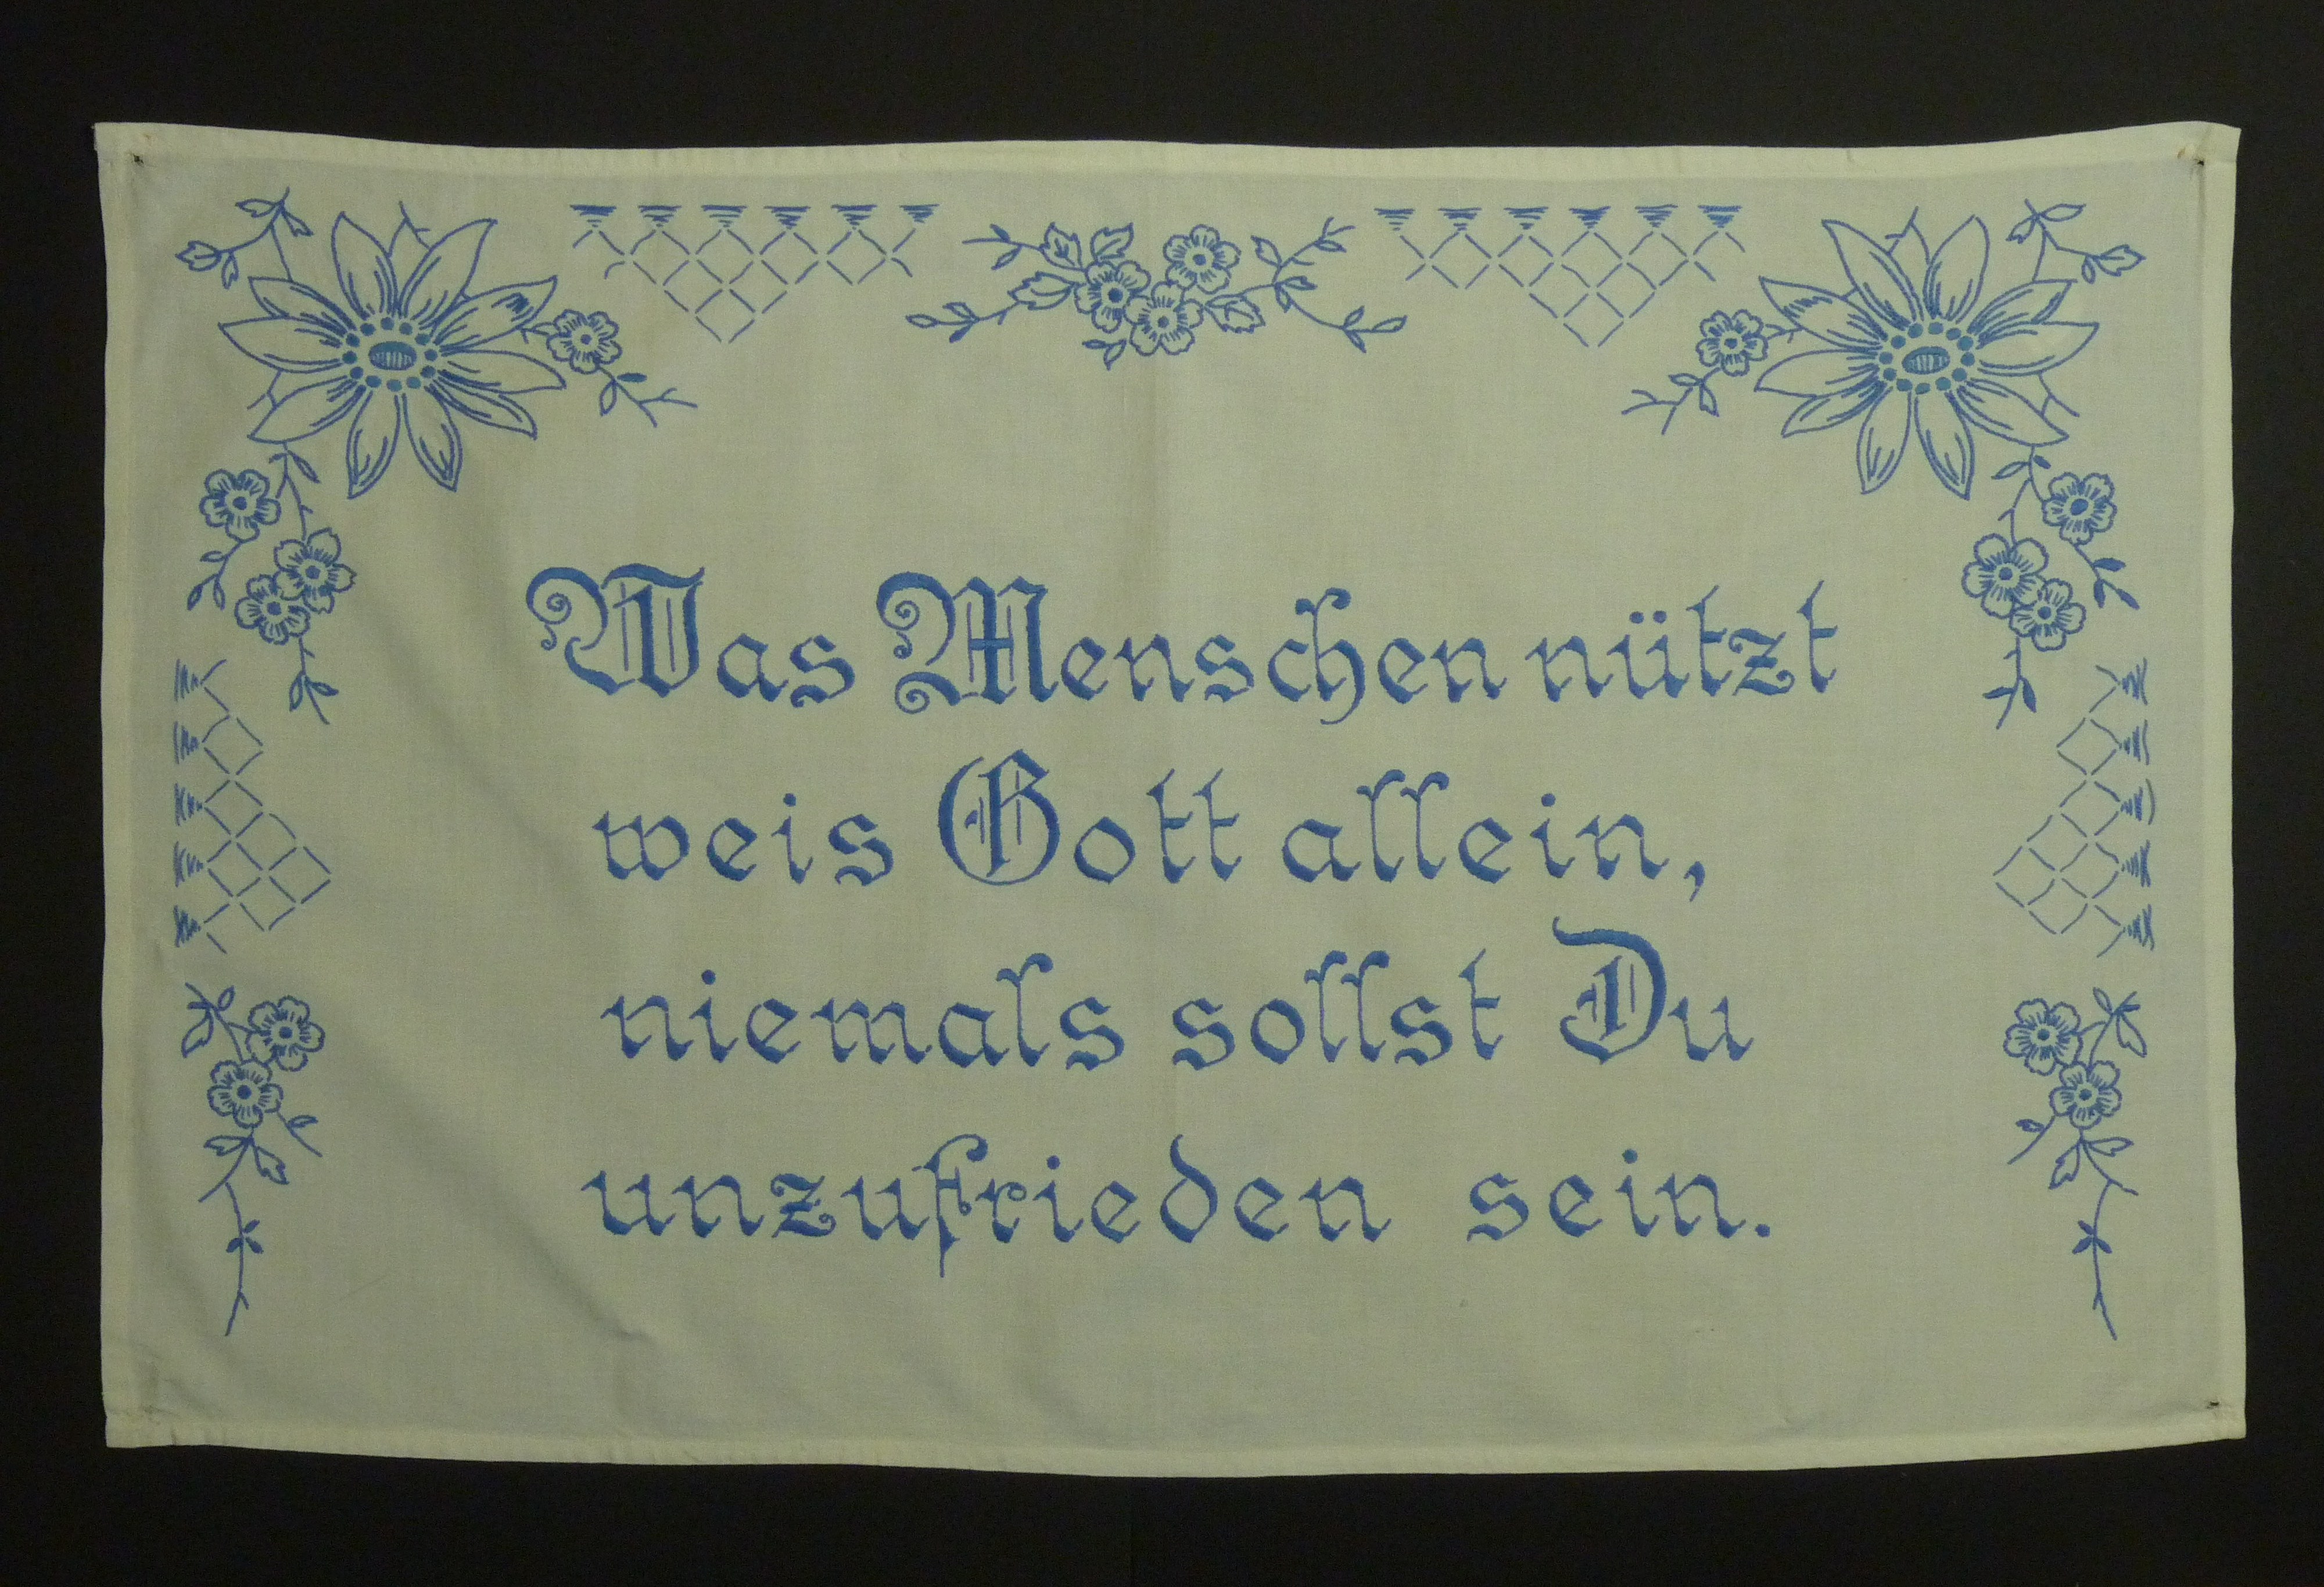 Was Menschen nützt
weis Gott allein,
niemals sollst Du
unzufrieden sein.